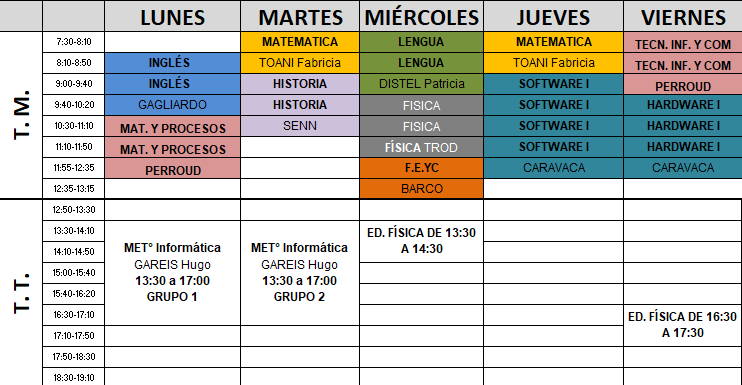 LUNES MARTES MIÉRCOLES JUEVES VIERNES
T. M.
7:30-8:10 MATEMATICA LENGUA MATEMATICA TECN. INF. Y COM
8:10-8:50 INGLÉS TOANI Fabricia LENGUA TOANI Fabricia TECN. INF. Y COM
9:00-9:40 INGLÉS HISTORIA DISTEL Patricia SOFTWARE I PERROUD
9:40-10:20 GAGLIARDO HISTORIA FISICA SOFTWARE I HARDWARE I
10:30-11:10 MAT. Y PROCESOS SENN FISICA SOFTWARE I HARDWARE I
11:10-11:50 MAT. Y PROCESOS FÍSICA TROD SOFTWARE I HARDWARE I
11:55-12:35 PERROUD F.E.YC CARAVACA CARAVACA
12:35-13:15 BARCO
T. T.
12:50-13:30
13:30-14:10 ED. FÍSICA DE 13:30
14:10-14:50 MET° Informática MET° Informática A 14:30
15:00-15:40 GAREIS Hugo GAREIS Hugo
13:30 a 17:00 13:30 a 17:00
15:40-16:20 GRUPO 1 GRUPO 2
16:30-17:10 ED. FÍSICA DE 16:30
17:10-17:50 A 17:30
17:50-18:30
18:30-19:10